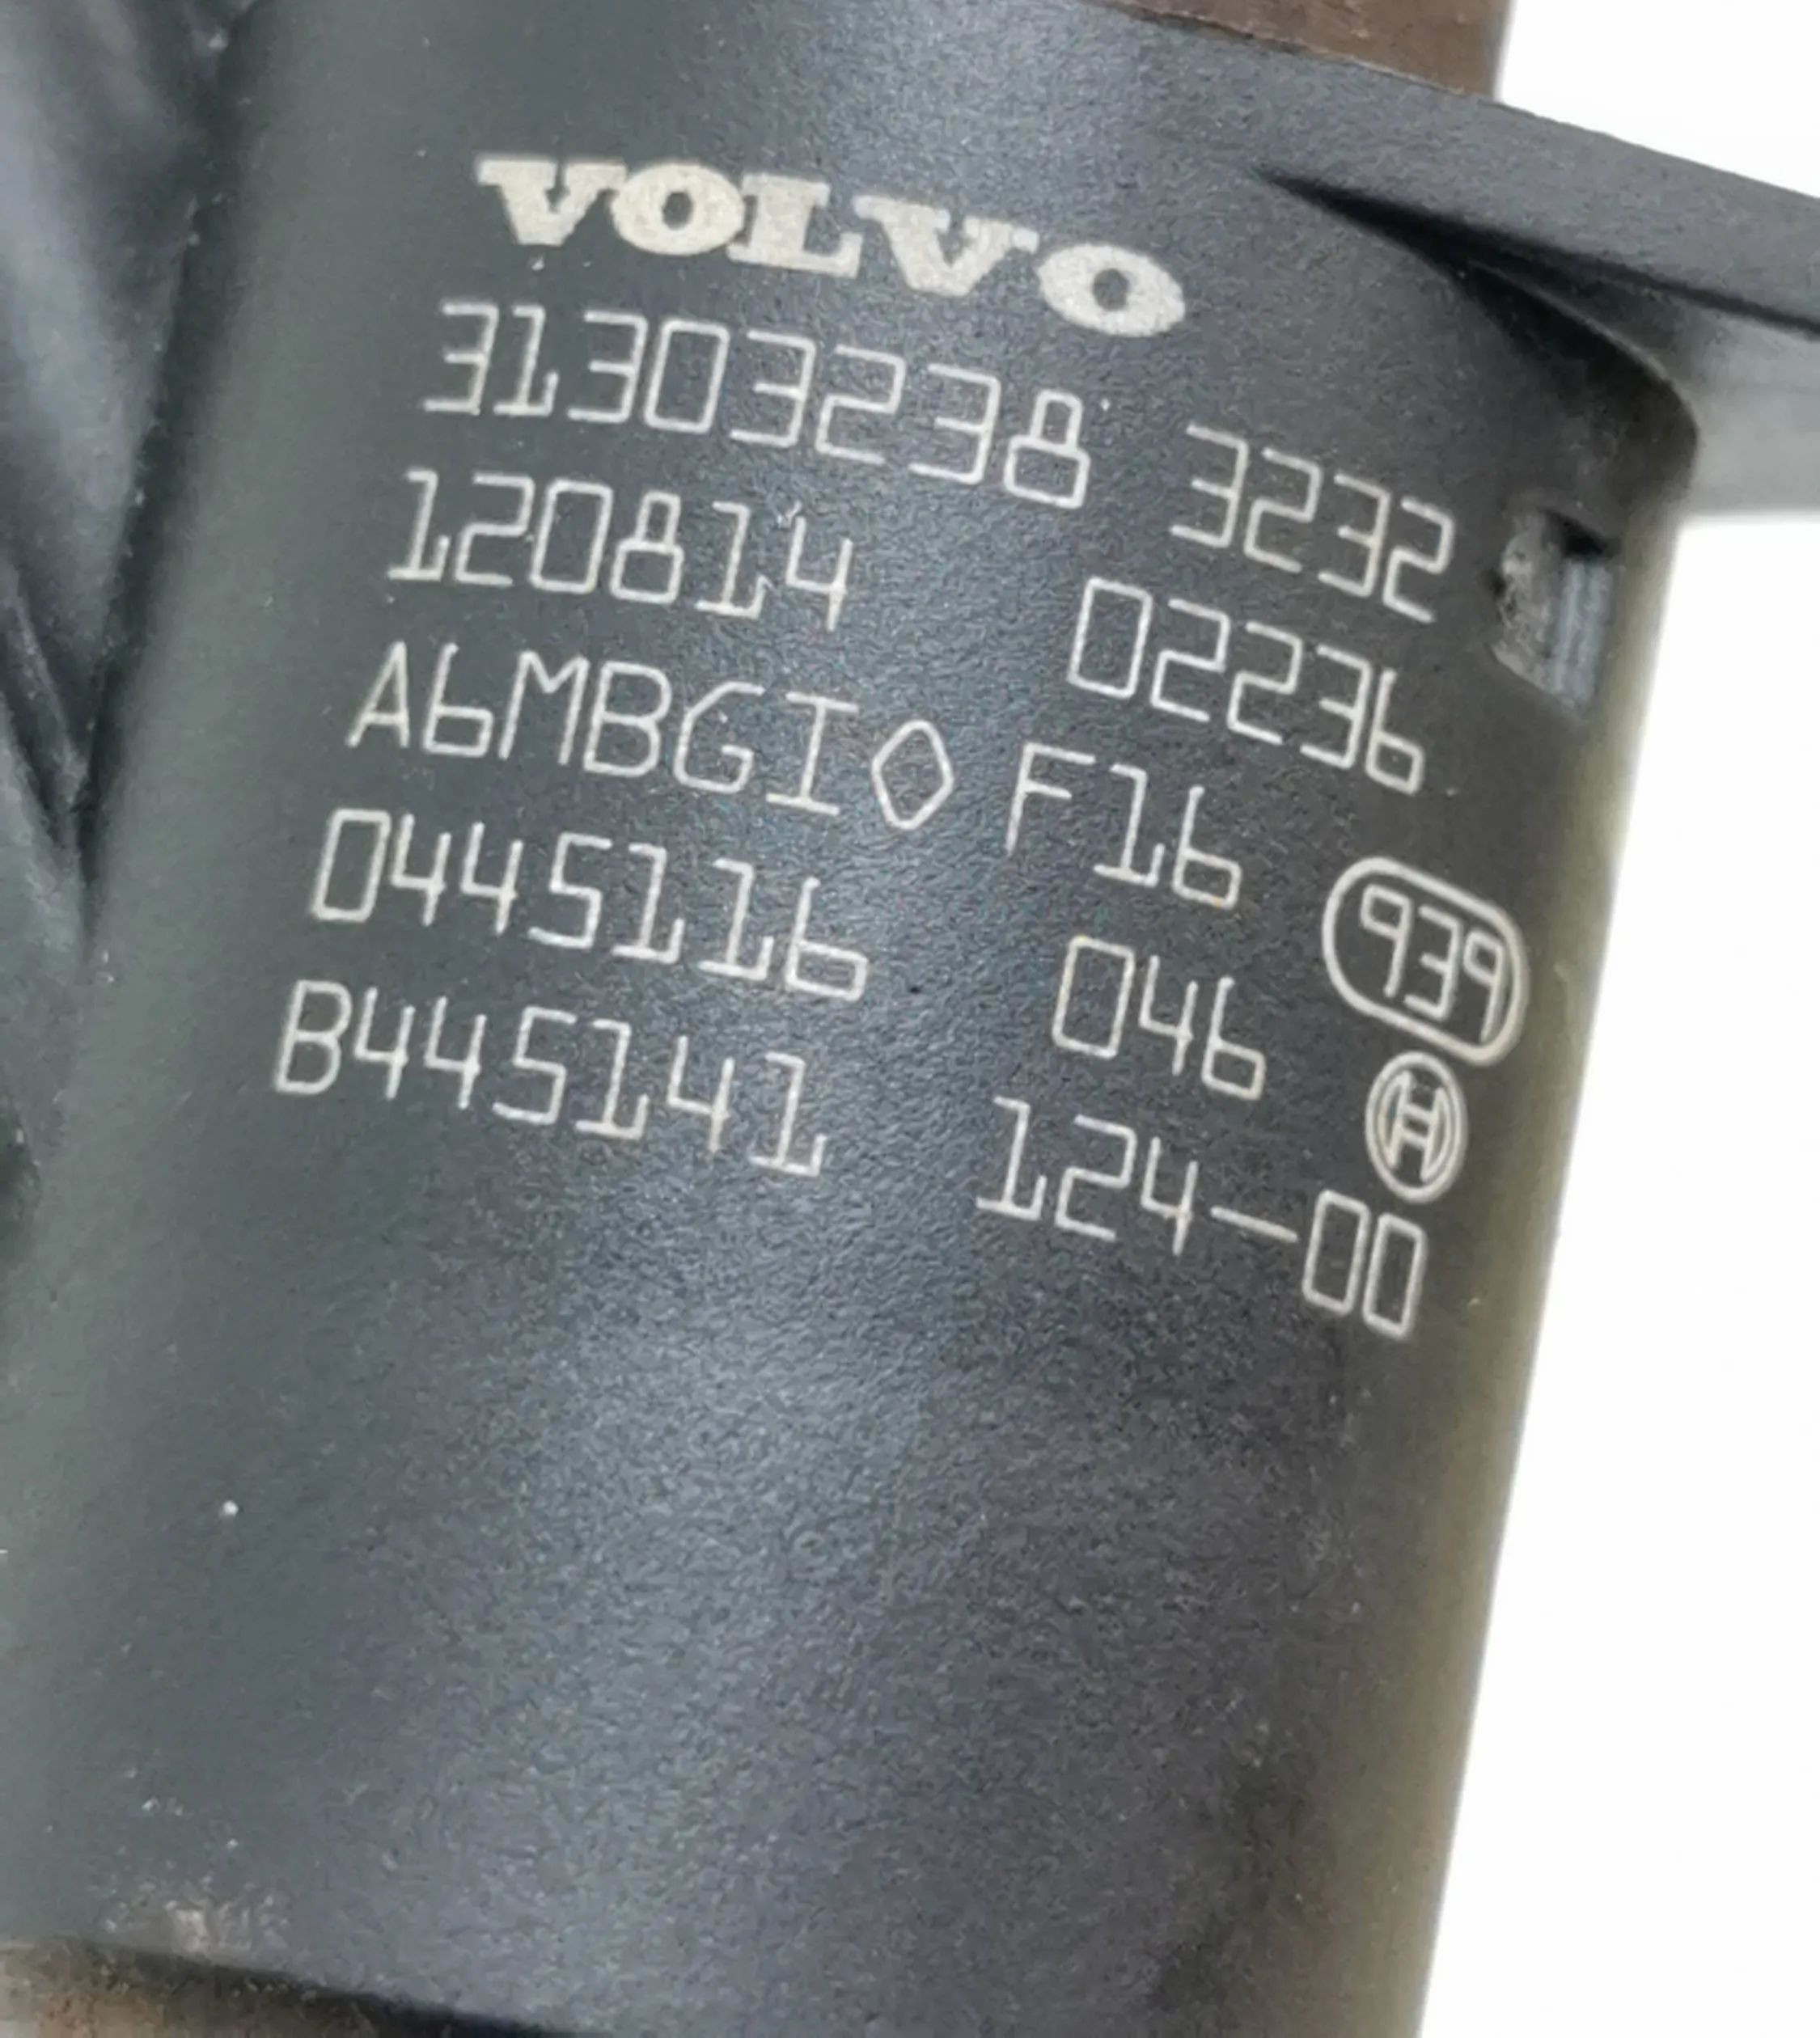 VOLVO
31303238 3232
120814 02236
A6MBGI◇ F16 939
0445116 046
B445141 124-00